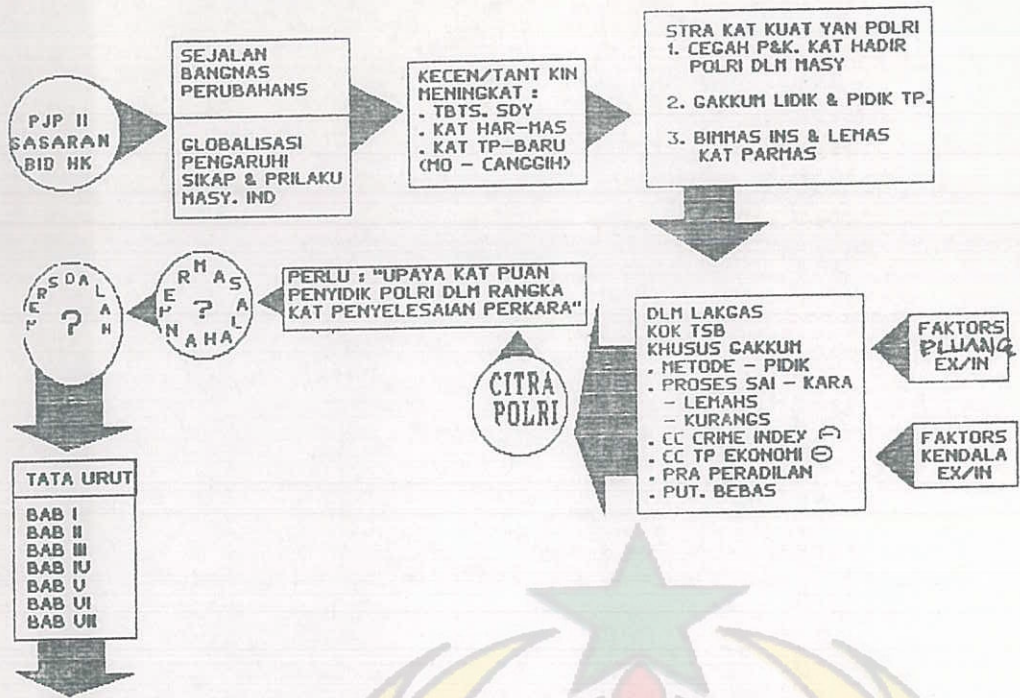 PJP II
SASARAN
BID HK
SEJALAN
BANGNAS
PERUBAHANS
GLOBALISASI
PENGARUHI
SIKAP & PRILAKU
MASY. IND
KECEN/TANT KIN
MENINGKAT :
. TBTS. SDY
. KAT HAR-MAS
. KAT TP-BARU
(MO - CANGGIH)
STRA KAT KUAT YAN POLRI
1. CEGAH P&K. KAT HADIR
POLRI DLM MASY
2. GAKKUM LIDIK & PIDIK TP.
3. BIMMAS INS & LEMAS
KAT PARMAS
PERSDALAH
?
PERMASALAHAN
?
PERLU : "UPAYA KAT PUAN
PENYIDIK POLRI DLM RANGKA
KAT PENYELESAIAN PERKARA"
CITRA
POLRI
DLM LAKGAS
KOK TSB
KHUSUS GAKKUM
. METODE - PIDIK
. PROSES SAI - KARA
- LEMAHS
- KURANGS
. CC CRIME INDEX
. CC TP EKONOMI
. PRA PERADILAN
. PUT. BEBAS
FAKTORS
PLUANG
EX/IN
FAKTORS
KENDALA
EX/IN
TATA URUT
BAB I
BAB II
BAB III
BAB IV
BAB V
BAB VI
BAB VII